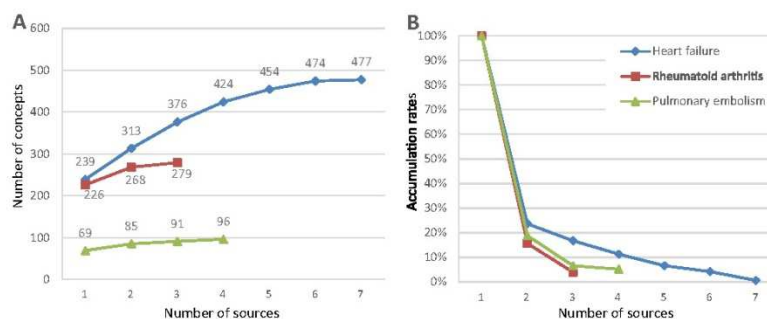 A
600
500
400
300
200
100
0
Number of concepts
239
313
376
424
454
474
477
226
268
279
69
85
91
96
1 2 3 4 5 6 7
Number of sources
B
100%
90%
80%
70%
60%
50%
40%
30%
20%
10%
0%
Accumulation rates
Heart failure
Rheumatoid arthritis
Pulmonary embolism
1 2 3 4 5 6 7
Number of sources